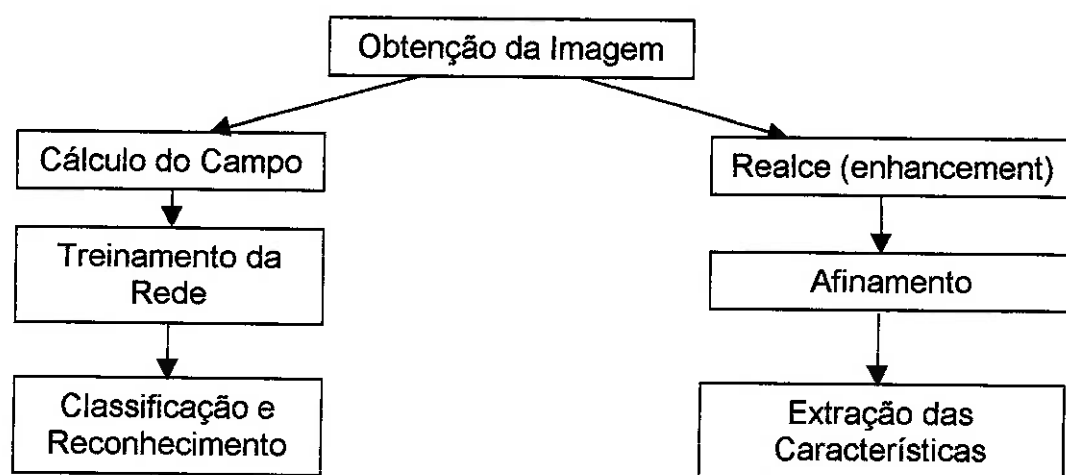 Obtenção da Imagem
Cálculo do Campo
Treinamento da
Rede
Classificação e
Reconhecimento
Realce (enhancement)
Afinamento
Extração das
Características